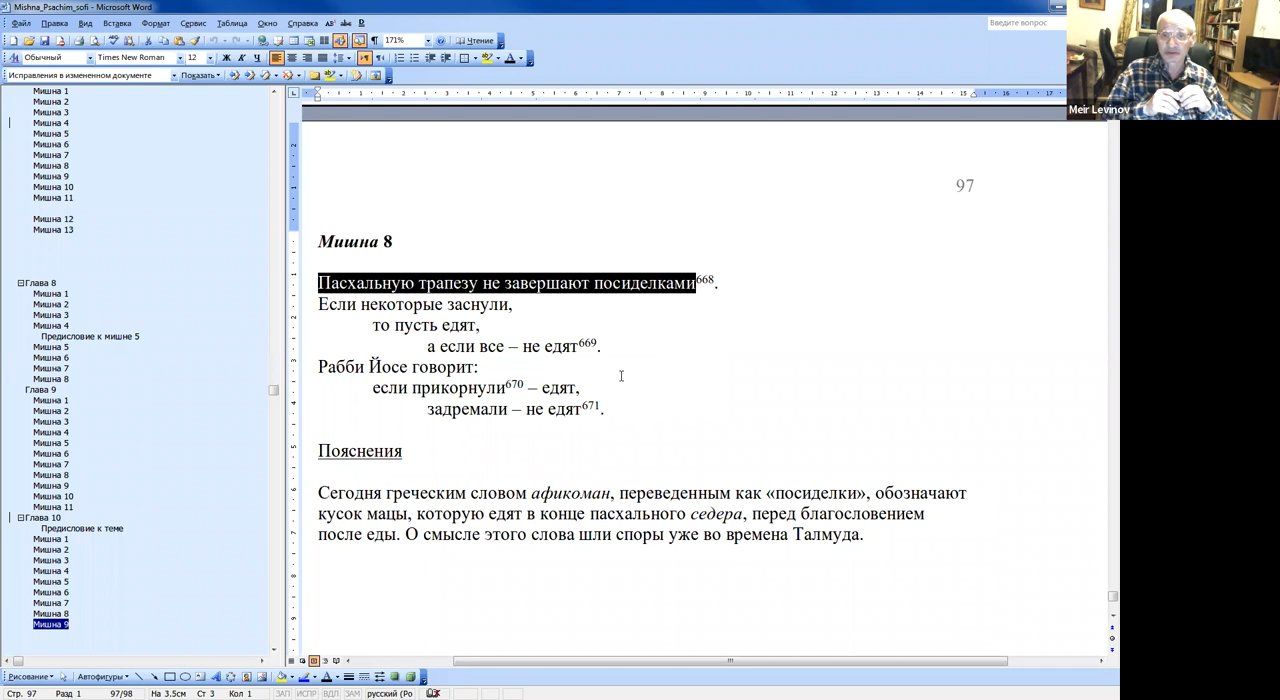 Mishna_Psachim_sofi - Microsoft Word
Файл Правка Вид Вставка Формат Сервис Таблица Окно Справка
Введите вопрос
171% Чтение
Обычный Times New Roman 12 Ж К Ч
Исправления в измененном документе Показать
Meir Levinov
Мишна 1
Мишна 2
Мишна 3
Мишна 4
Мишна 5
Мишна 6
Мишна 7
Мишна 8
Мишна 9
Мишна 10
Мишна 11
Мишна 12
Мишна 13
Глава 8
Мишна 1
Мишна 2
Мишна 3
Мишна 4
Предисловие к мишне 5
Мишна 5
Мишна 6
Мишна 7
Мишна 8
Глава 9
Мишна 1
Мишна 2
Мишна 3
Мишна 4
Мишна 5
Мишна 6
Мишна 7
Мишна 8
Мишна 9
Мишна 10
Мишна 11
Глава 10
Предисловие к теме
Мишна 1
Мишна 2
Мишна 3
Мишна 4
Мишна 5
Мишна 6
Мишна 7
Мишна 8
Мишна 9
97
Мишна 8
Пасхальную трапезу не завершают посиделками668.
Если некоторые заснули,
то пусть едят,
а если все – не едят669.
Рабби Йосе говорит:
если прикорнули670 – едят,
задремали – не едят671.
Пояснения
Сегодня греческим словом афикоман, переведенным как «посиделки», обозначают
кусок мацы, которую едят в конце пасхального седера, перед благословением
после еды. О смысле этого слова шли споры уже во времена Талмуда.
Рисование Автофигуры
Стр. 97 Разд 1 97/98 На 3.5см Ст 3 Кол 1 ЗАП ИСПР ВДЛ ЗАМ русский (Ро